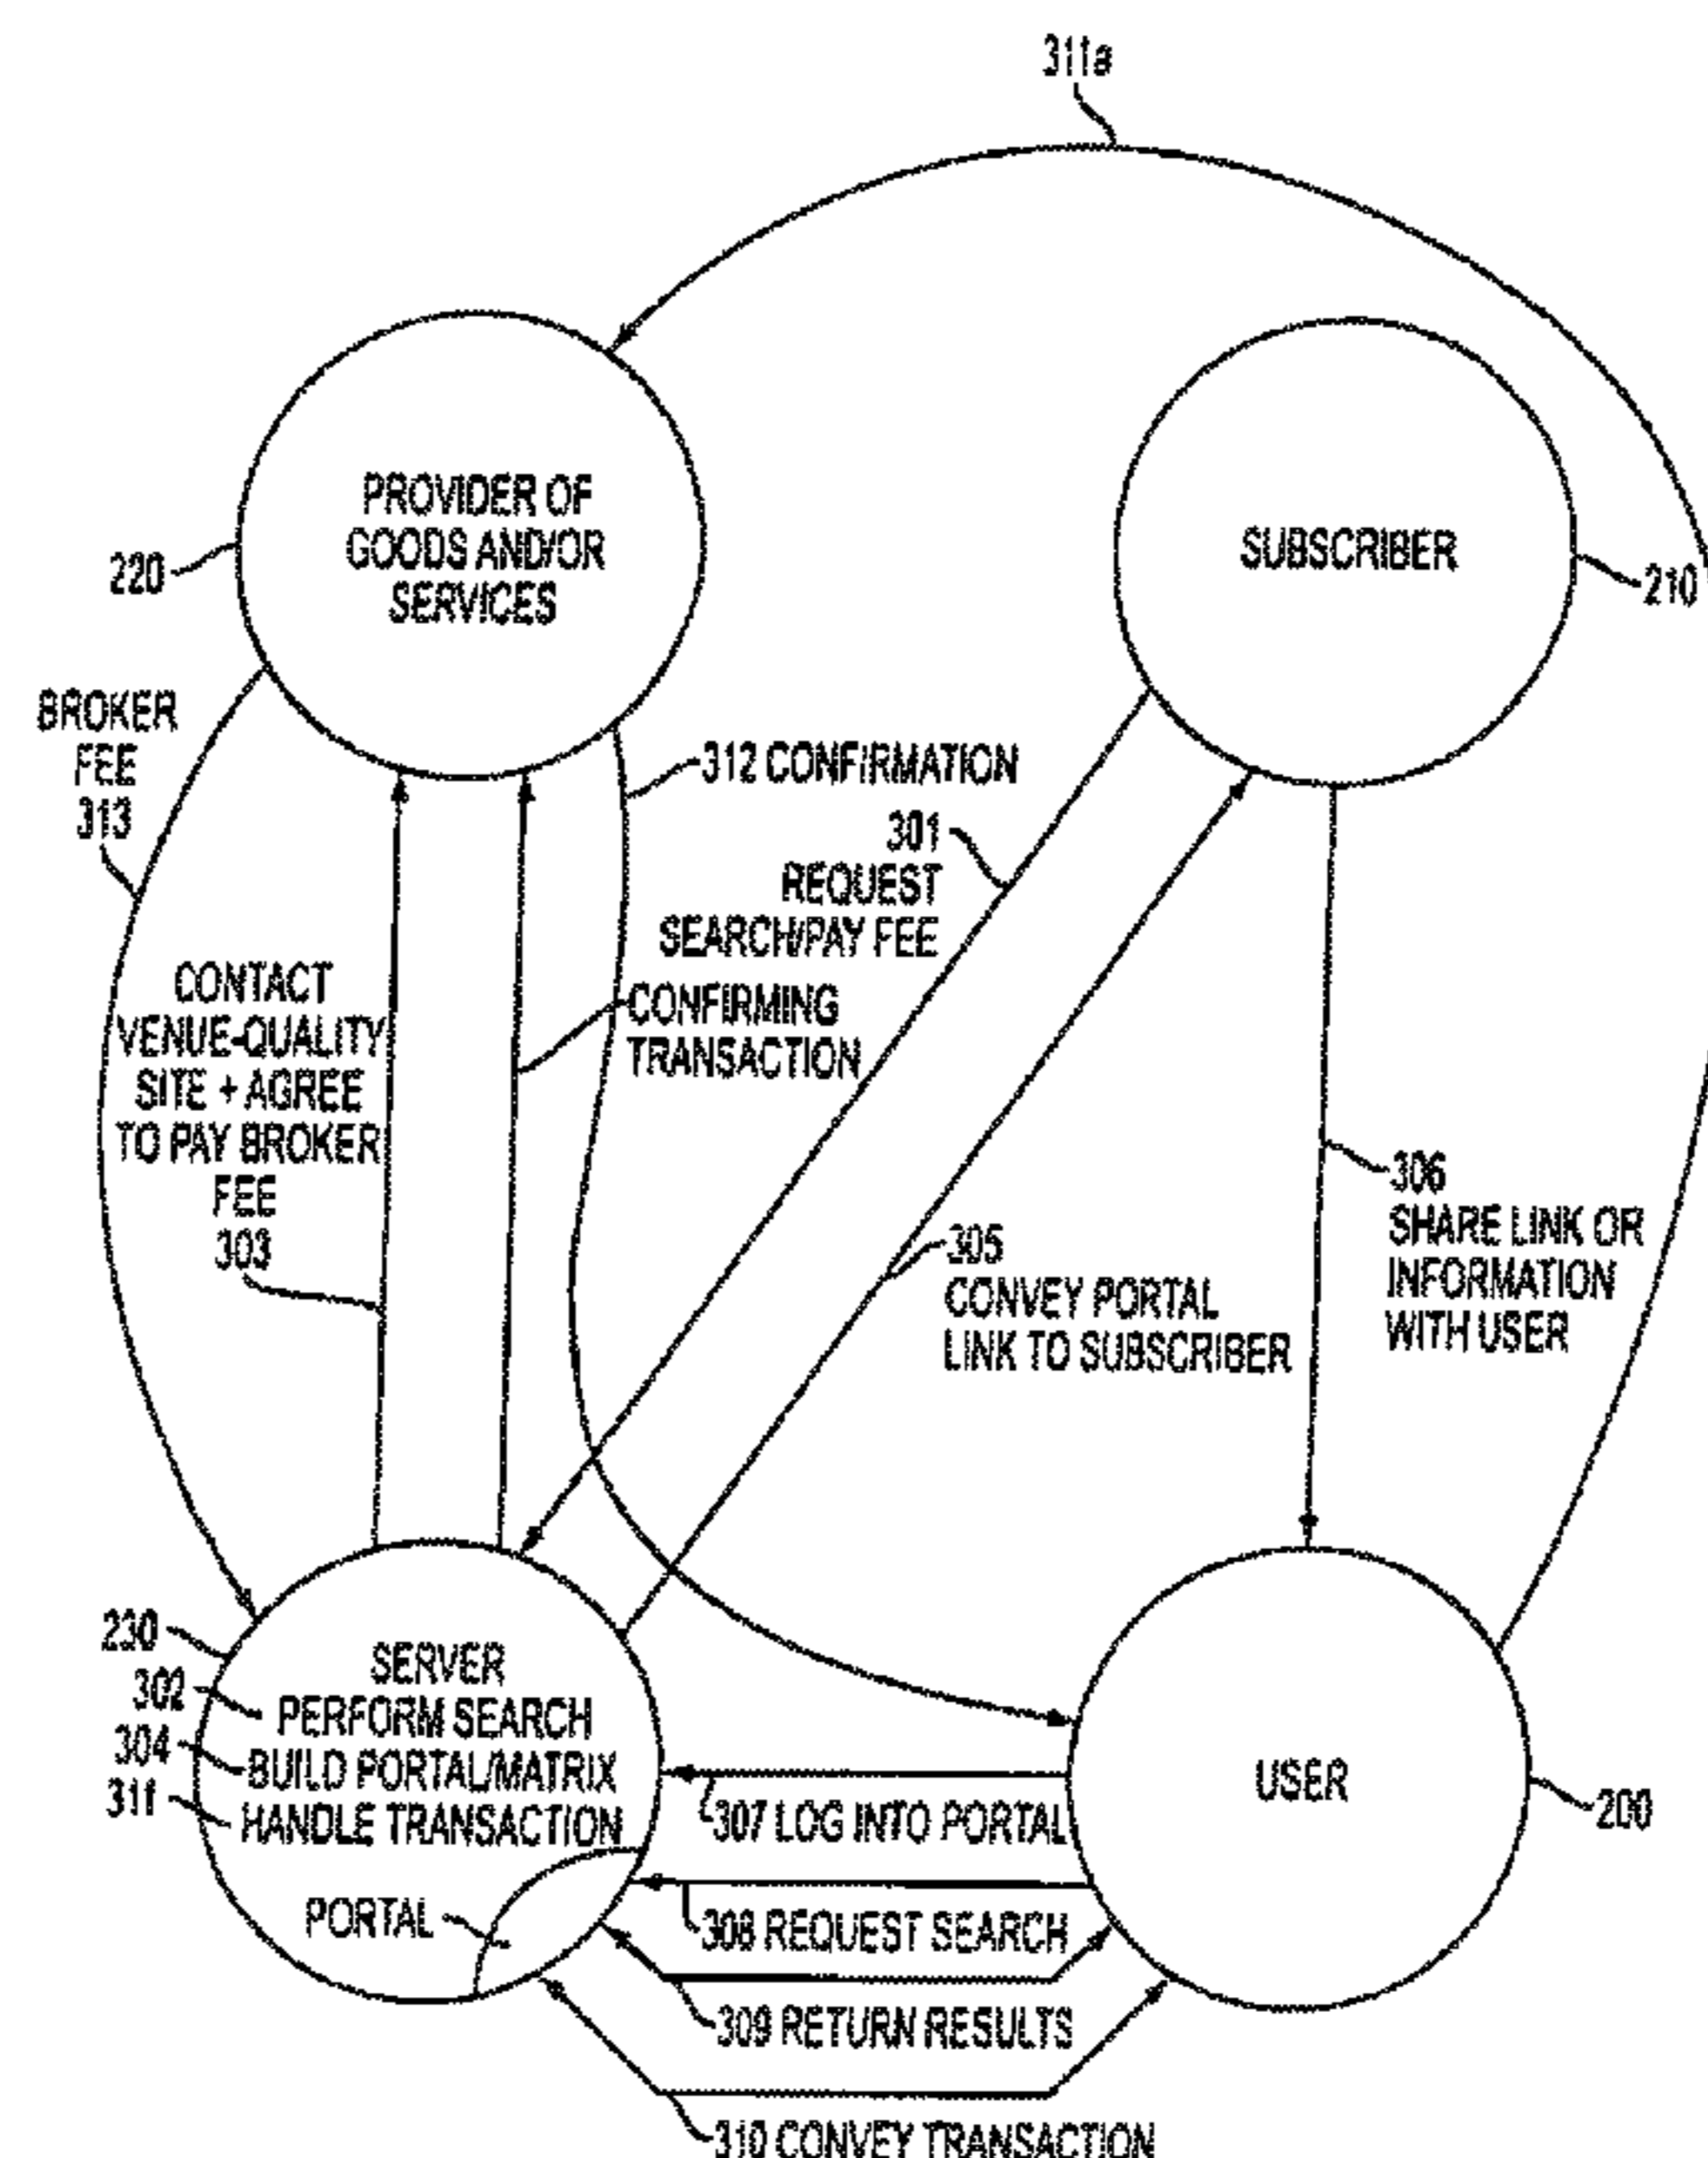 311a
PROVIDER OF
GOODS AND/OR
SERVICES
220
SUBSCRIBER
210
BROKER
FEE
313
312 CONFIRMATION
301
REQUEST
SEARCH/PAY FEE
CONTACT
VENUE-QUALITY
SITE + AGREE
TO PAY BROKER
FEE
303
CONFIRMING
TRANSACTION
306
SHARE LINK OR
INFORMATION
WITH USER
305
CONVEY PORTAL
LINK TO SUBSCRIBER
230
SERVER
302
PERFORM SEARCH
304
BUILD PORTAL/MATRIX
311
HANDLE TRANSACTION
PORTAL
USER
200
307 LOG INTO PORTAL
308 REQUEST SEARCH
309 RETURN RESULTS
310 CONVEY TRANSACTION